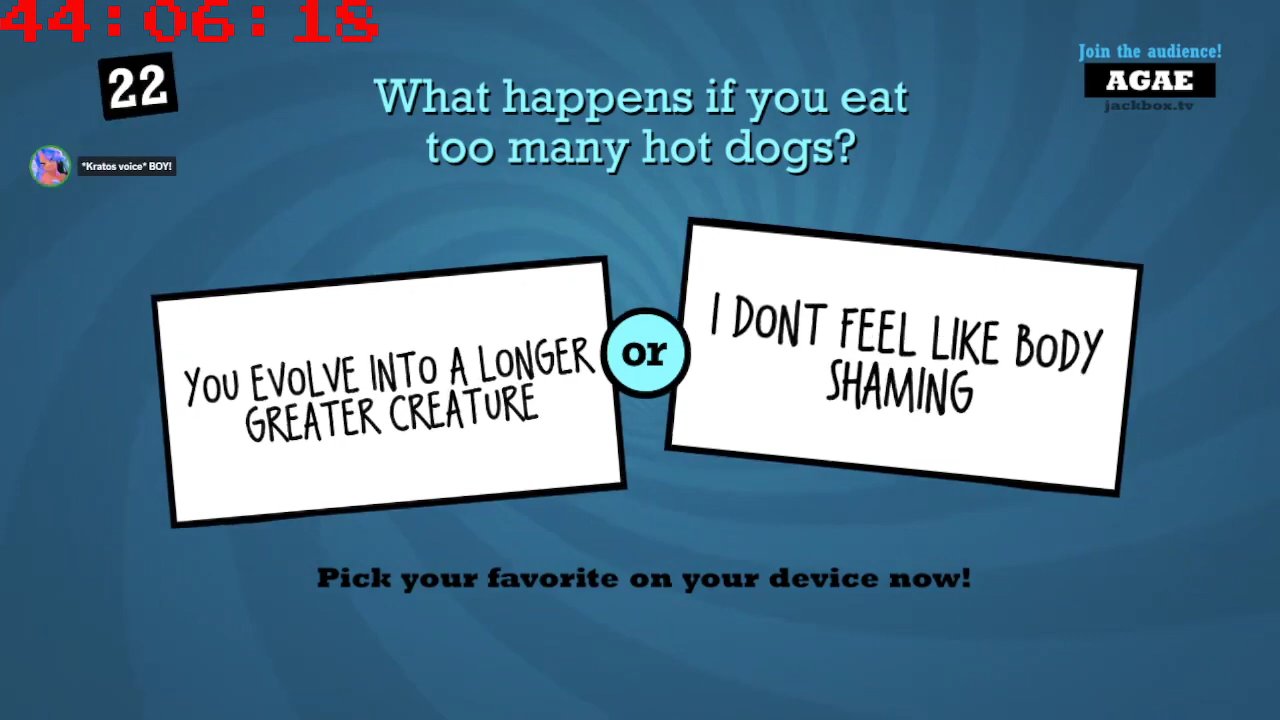 44:06:18
22
What happens if you eat
too many hot dogs?
Join the audience!
AGAE
jackbox.tv
*Kratos voice* BOY!
YOU EVOLVE INTO A LONGER
GREATER CREATURE
or
I DONT FEEL LIKE BODY
SHAMING
Pick your favorite on your device now!